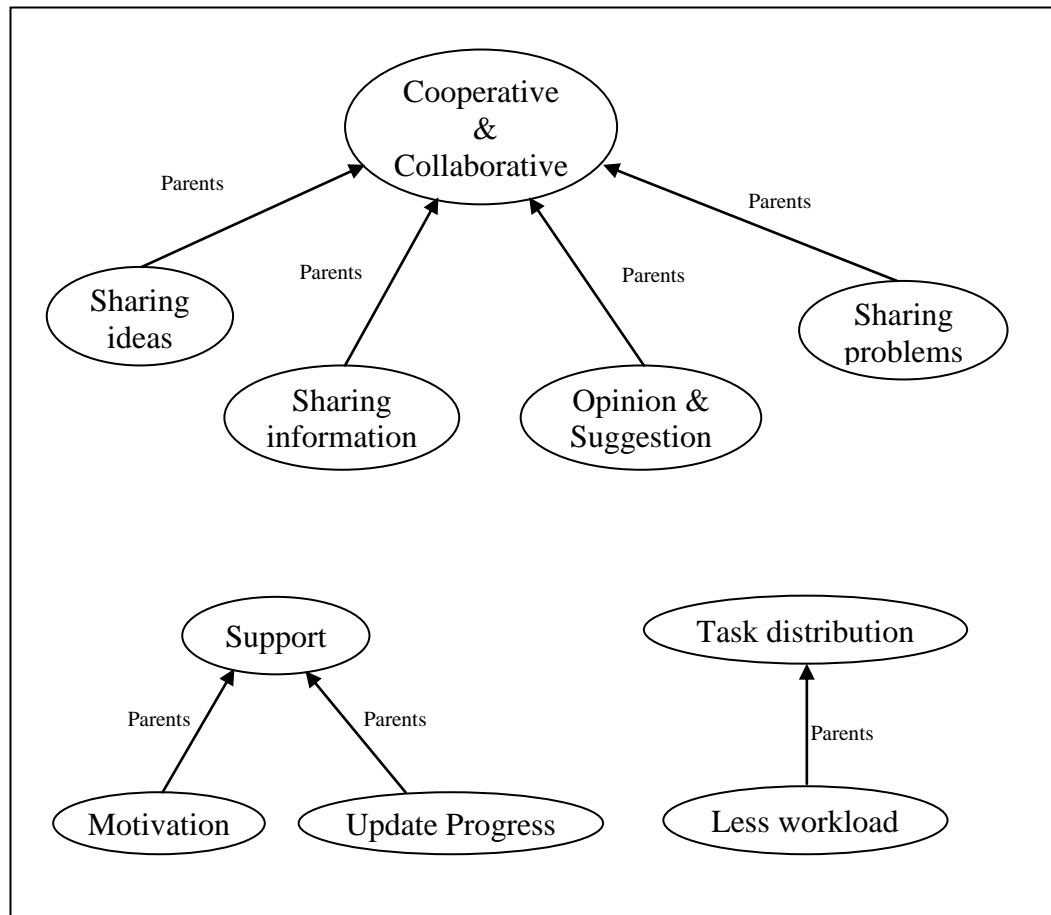 Cooperative
&
Collaborative
Parents
Parents
Parents
Parents
Sharing
ideas
Sharing
information
Opinion &
Suggestion
Sharing
problems
Support
Parents
Parents
Motivation
Update Progress
Task distribution
Parents
Less workload